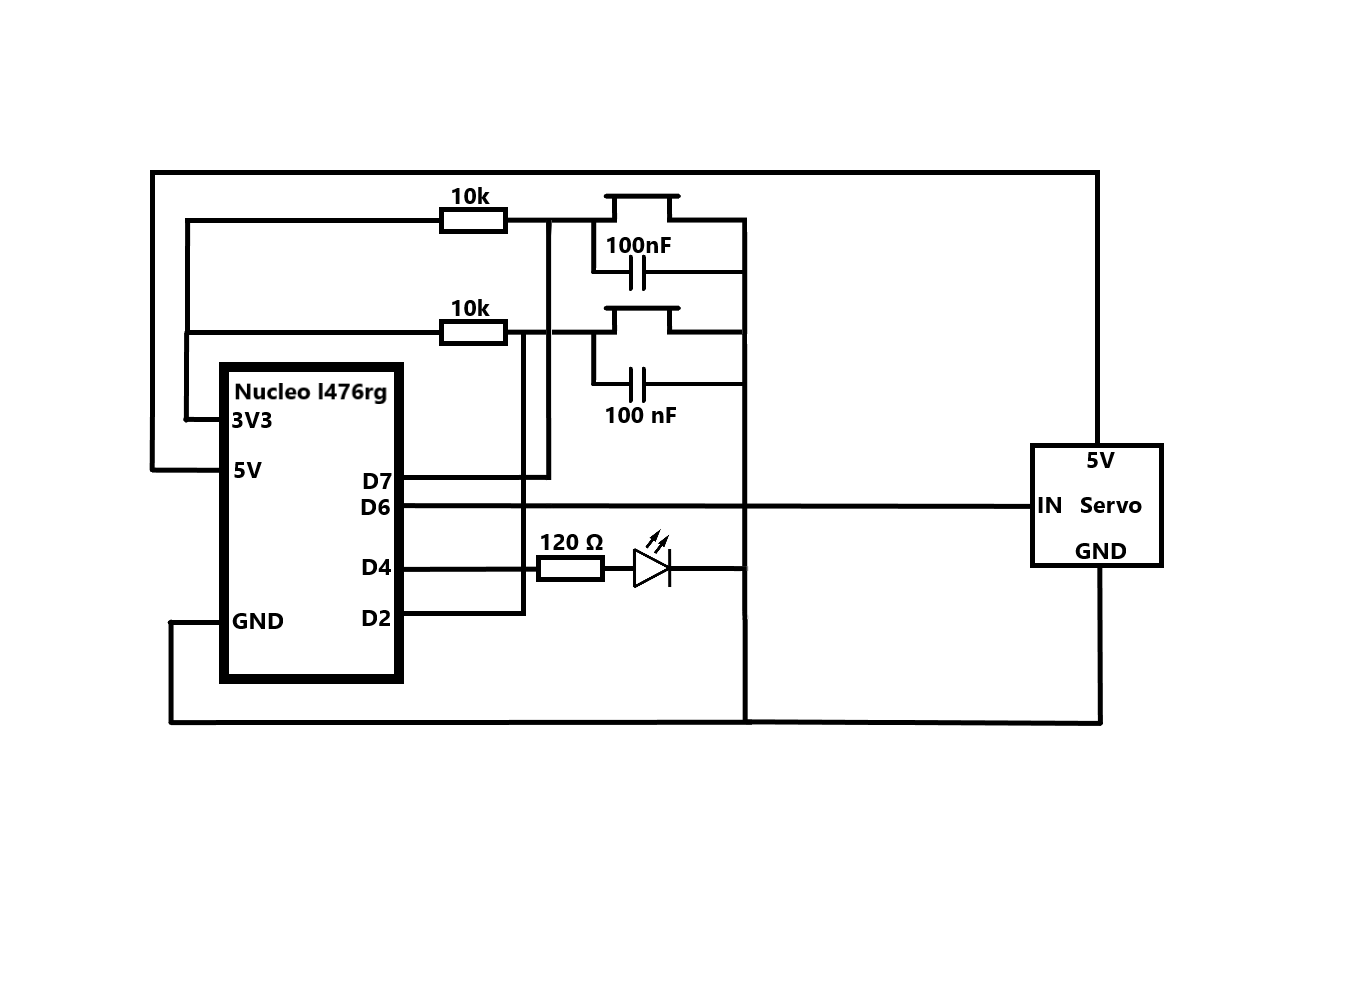 10k
100nF
10k
100 nF
Nucleo l476rg
3V3
5V
D7
D6
D4
D2
GND
120 Ω
5V
IN Servo
GND